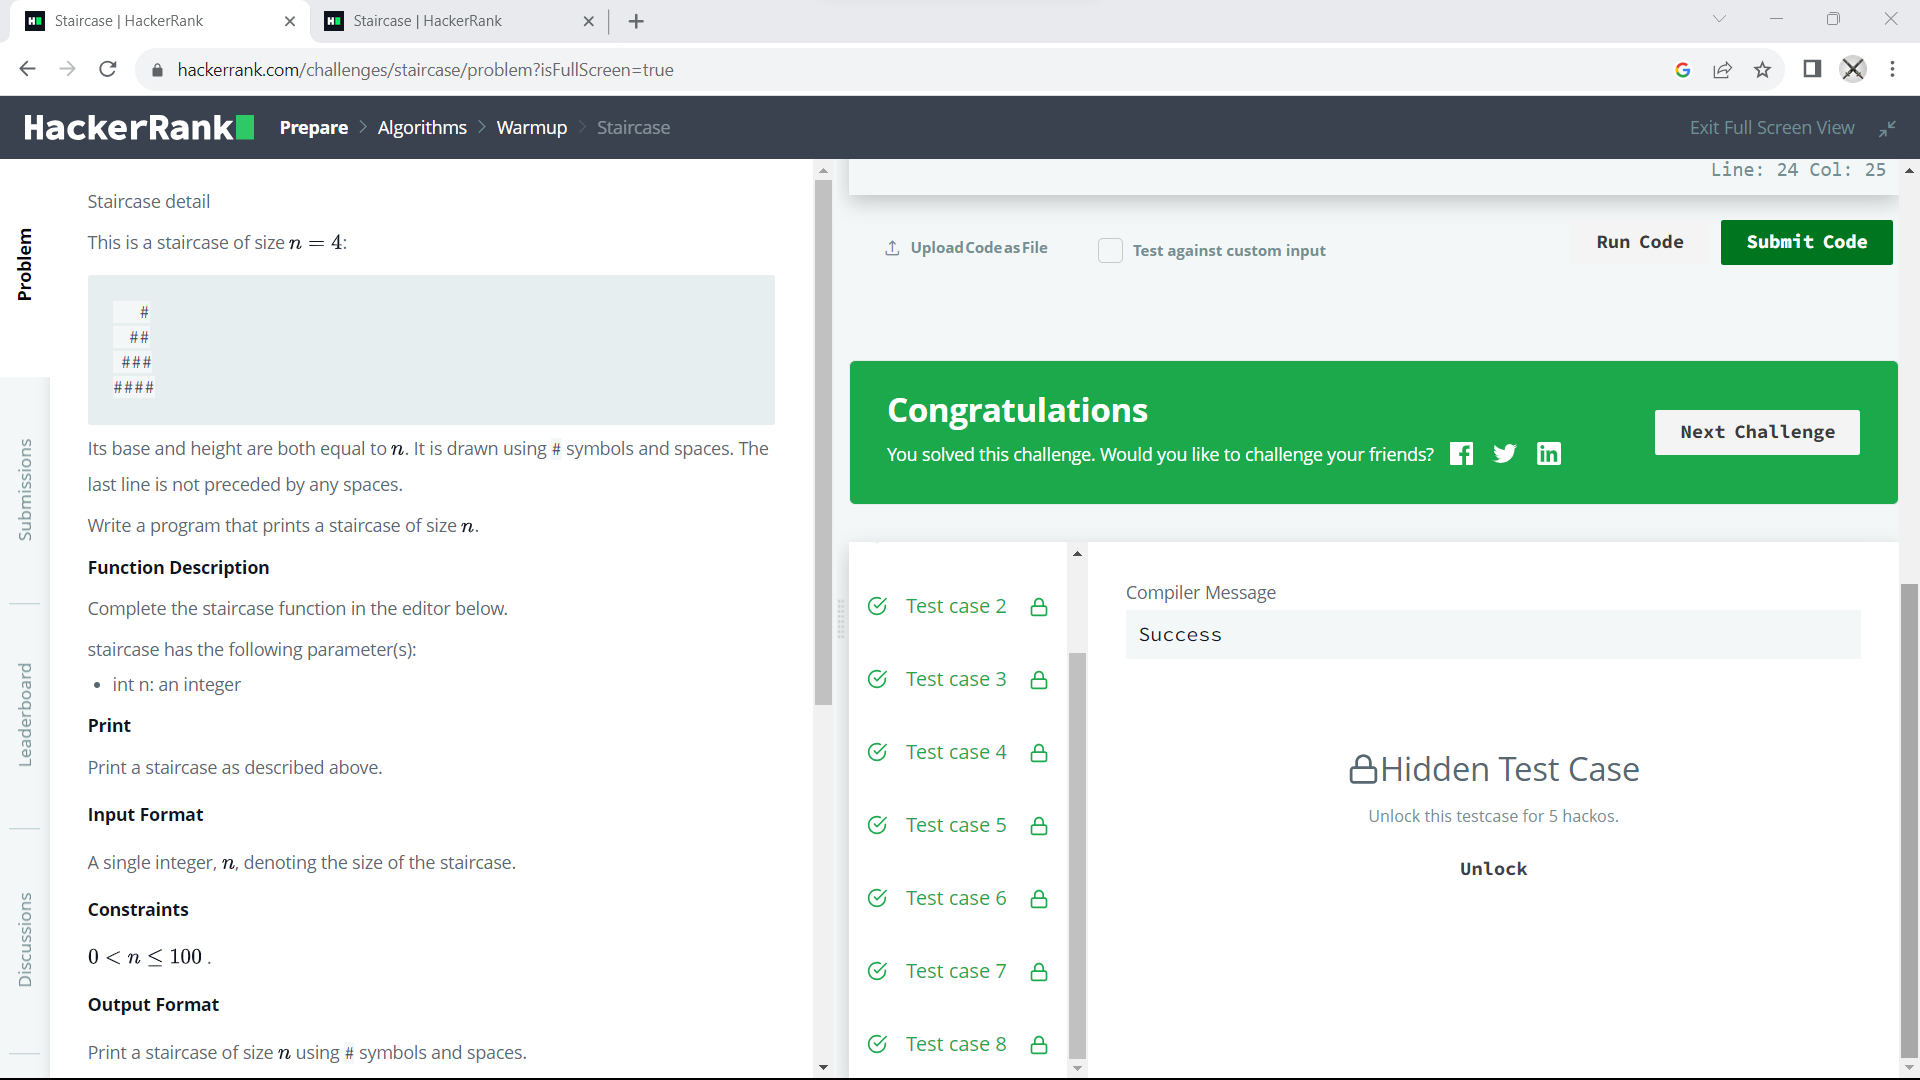 Staircase | HackerRank
Staircase | HackerRank
hackerrank.com/challenges/staircase/problem?isFullScreen=true
HackerRank
Prepare > Algorithms > Warmup > Staircase
Exit Full Screen View
Problem
Submissions
Leaderboard
Discussions
Staircase detail
This is a staircase of size n = 4:
   #
  ##
 ###
####
Its base and height are both equal to n. It is drawn using # symbols and spaces. The
last line is not preceded by any spaces.
Write a program that prints a staircase of size n.
Function Description
Complete the staircase function in the editor below.
staircase has the following parameter(s):
• int n: an integer
Print
Print a staircase as described above.
Input Format
A single integer, n, denoting the size of the staircase.
Constraints
0 < n ≤ 100 .
Output Format
Print a staircase of size n using # symbols and spaces.
Line: 24 Col: 25
Upload Code as File
Test against custom input
Run Code
Submit Code
Congratulations
You solved this challenge. Would you like to challenge your friends?
Next Challenge
Test case 2
Test case 3
Test case 4
Test case 5
Test case 6
Test case 7
Test case 8
Compiler Message
Success
Hidden Test Case
Unlock this testcase for 5 hackos.
Unlock